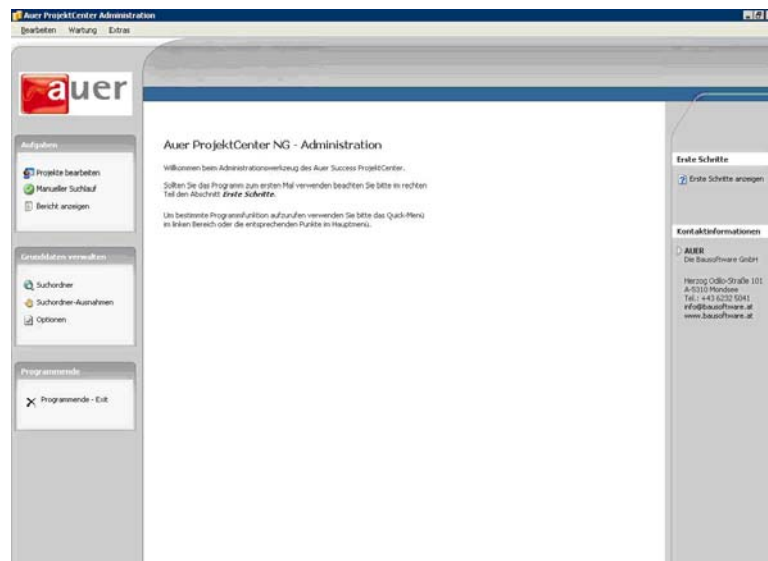 Auer ProjektCenter Administration
Bearbeiten Wartung Extras
auer
Aufgaben
Projekte bearbeiten
Manueller Suchlauf
Bericht anzeigen
Grunddaten verwalten
Suchordner
Suchordner-Ausnahmen
Optionen
Programmende
Programmende - Exit
Auer ProjektCenter NG - Administration
Willkommen beim Administrationswerkzeug des Auer Success ProjektCenter.
Sollten Sie das Programm zum ersten Mal verwenden beachten Sie bitte im rechten
Teil den Abschnitt Erste Schritte.
Um bestimmte Programmfunktion aufzurufen verwenden Sie bitte das Quick-Menü
im linken Bereich oder die entsprechenden Punkte im Hauptmenü.
Erste Schritte
Erste Schritte anzeigen
Kontaktinformationen
AUER
Die Bausoftware GmbH
Herzog Odilo-Straße 101
A-5310 Mondsee
Tel.: +43 6232 5041
info@bausoftware.at
www.bausoftware.at